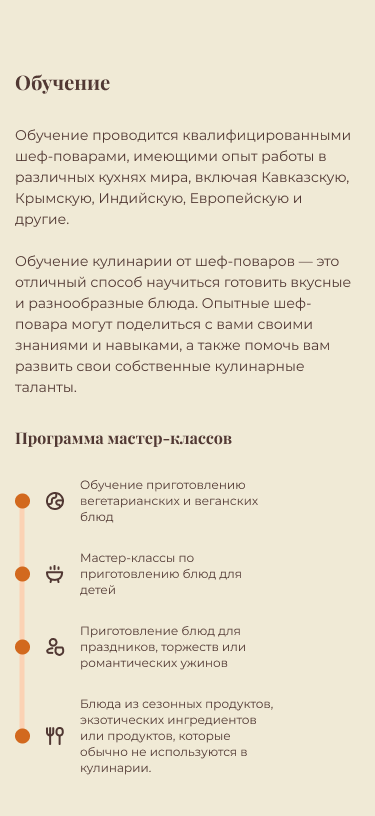 Обучение
Обучение проводится квалифицированными
шеф-поварами, имеющими опыт работы в
различных кухнях мира, включая Кавказскую,
Крымскую, Индийскую, Европейскую и
другие.
Обучение кулинарии от шеф-поваров — это
отличный способ научиться готовить вкусные
и разнообразные блюда. Опытные шеф-
повара могут поделиться с вами своими
знаниями и навыками, а также помочь вам
развить свои собственные кулинарные
таланты.
Программа мастер-классов
Обучение приготовлению
вегетарианских и веганских
блюд
Мастер-классы по
приготовлению блюд для
детей
Приготовление блюд для
праздников, торжеств или
романтических ужинов
Блюда из сезонных продуктов,
экзотических ингредиентов
или продуктов, которые
обычно не используются в
кулинарии.